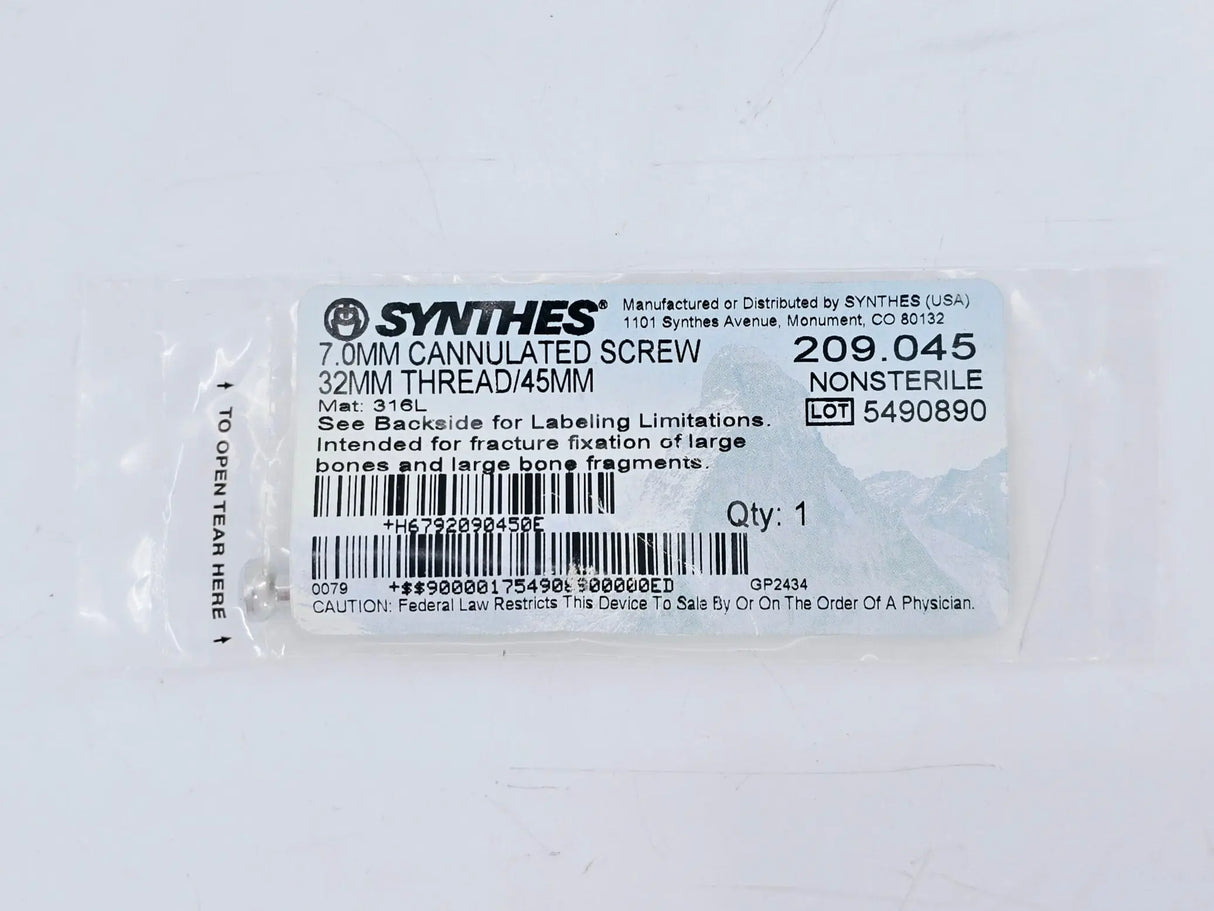 SYNTHES®
Manufactured or Distributed by SYNTHES (USA)
1101 Synthes Avenue, Monument, CO 80132
7.0MM CANNULATED SCREW
32MM THREAD/45MM
209.045
NONSTERILE
LOT 5490890
Mat: 316L
See Backside for Labeling Limitations.
Intended for fracture fixation of large
bones and large bone fragments.
+H6792090450E
Qty: 1
0079
GP2434
CAUTION: Federal Law Restricts This Device To Sale By Or On The Order Of A Physician.
TO OPEN TEAR HERE